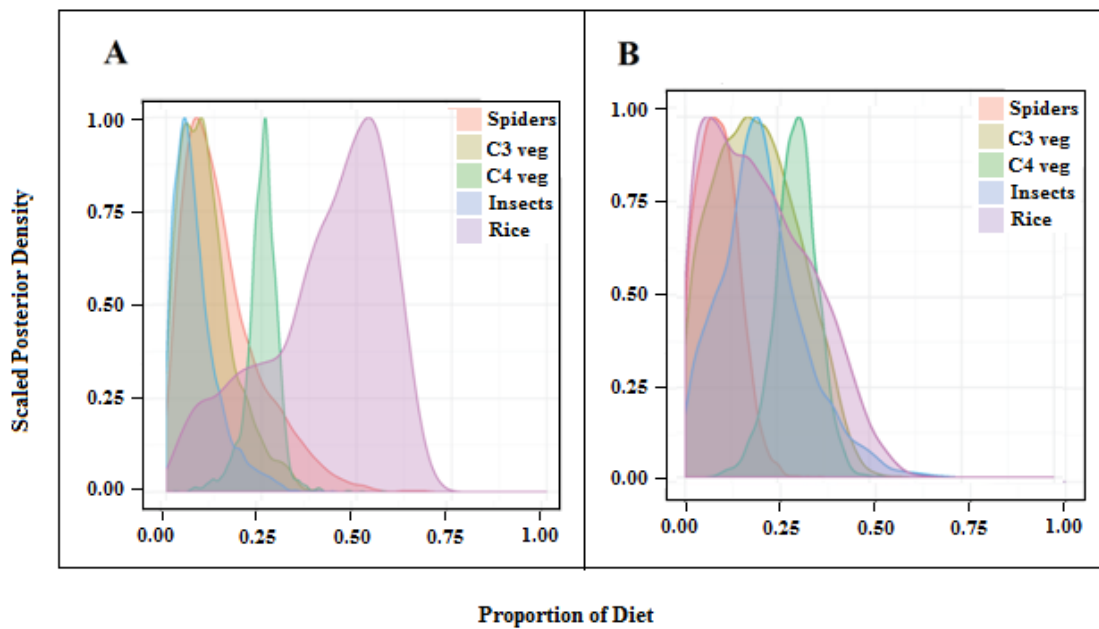 A
B
Scaled Posterior Density
1.00
0.75
0.50
0.25
0.00
0.00 0.25 0.50 0.75 1.00
Spiders
C3 veg
C4 veg
Insects
Rice
1.00
0.75
0.50
0.25
0.00
0.00 0.25 0.50 0.75 1.00
Spiders
C3 veg
C4 veg
Insects
Rice
Proportion of Diet